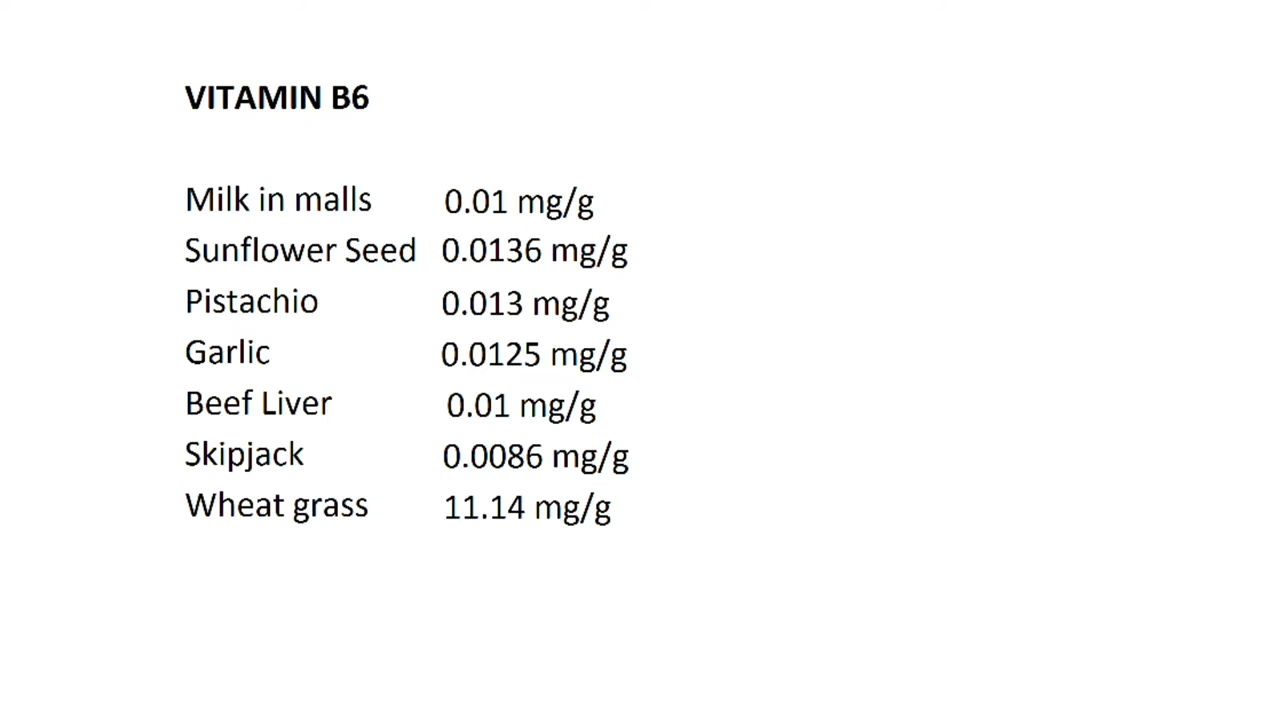 VITAMIN B6
Milk in malls 0.01 mg/g
Sunflower Seed 0.0136 mg/g
Pistachio 0.013 mg/g
Garlic 0.0125 mg/g
Beef Liver 0.01 mg/g
Skipjack 0.0086 mg/g
Wheat grass 11.14 mg/g